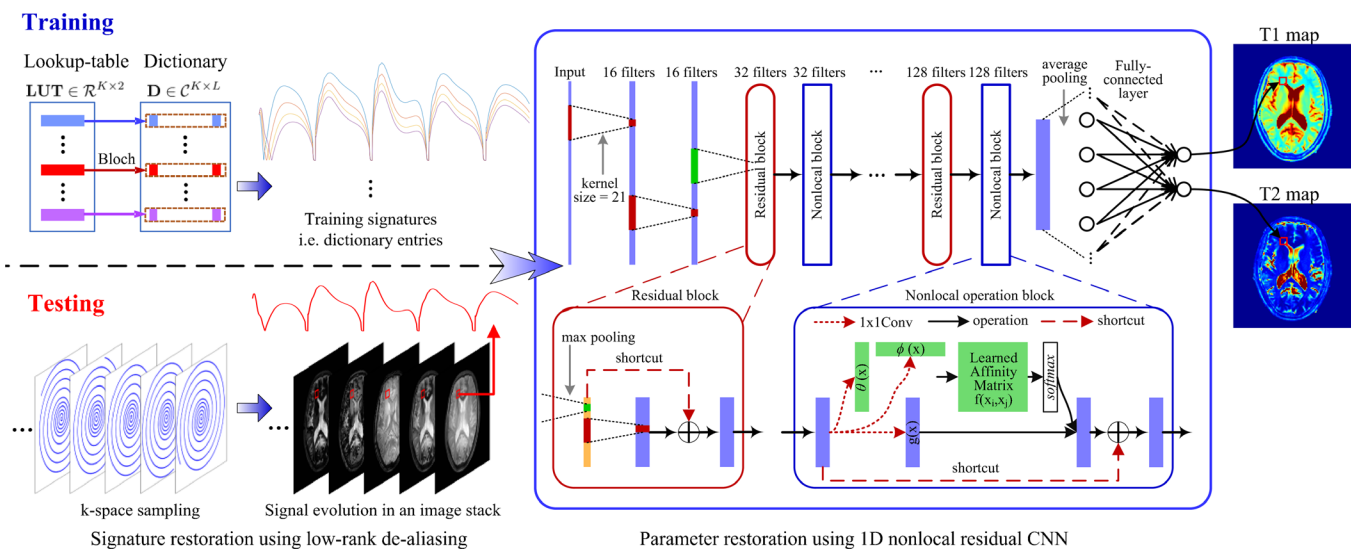 Training
Lookup-table
Dictionary
LUT ∈ 𝓡^{K×2}
D ∈ 𝓒^{K×L}
Bloch
Training signatures
i.e. dictionary entries
Testing
k-space sampling
Signal evolution in an image stack
Signature restoration using low-rank de-aliasing
Input
16 filters
16 filters
32 filters
32 filters
...
128 filters
128 filters
average
pooling
Fully-
connected
layer
kernel
size = 21
Residual block
Nonlocal block
Residual block
Nonlocal block
T1 map
T2 map
Residual block
max pooling
shortcut
Nonlocal operation block
1x1Conv
operation
shortcut
θ (x)
ϕ (x)
g(x)
Learned
Affinity
Matrix
f(x_i,x_j)
softmax
shortcut
Parameter restoration using 1D nonlocal residual CNN